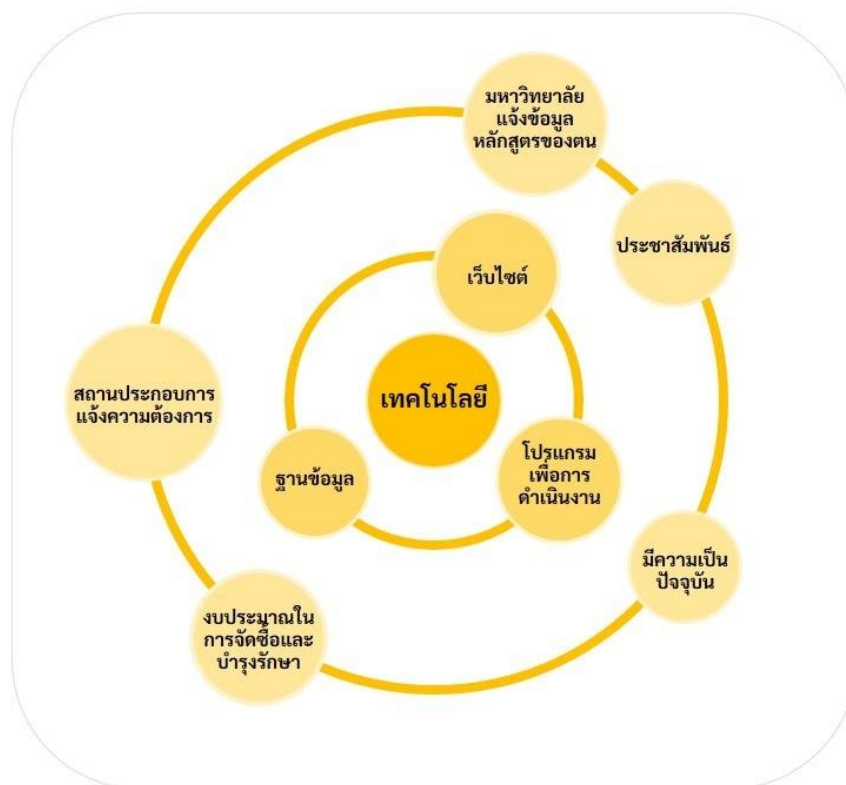 มหาวิทยาลัย
แจ้งข้อมูล
หลักสูตรของตน
ประชาสัมพันธ์
เว็บไซต์
เทคโนโลยี
สถานประกอบการ
แจ้งความต้องการ
ฐานข้อมูล
โปรแกรม
เพื่อการ
ดำเนินงาน
มีความเป็น
ปัจจุบัน
งบประมาณใน
การจัดซื้อและ
บำรุงรักษา